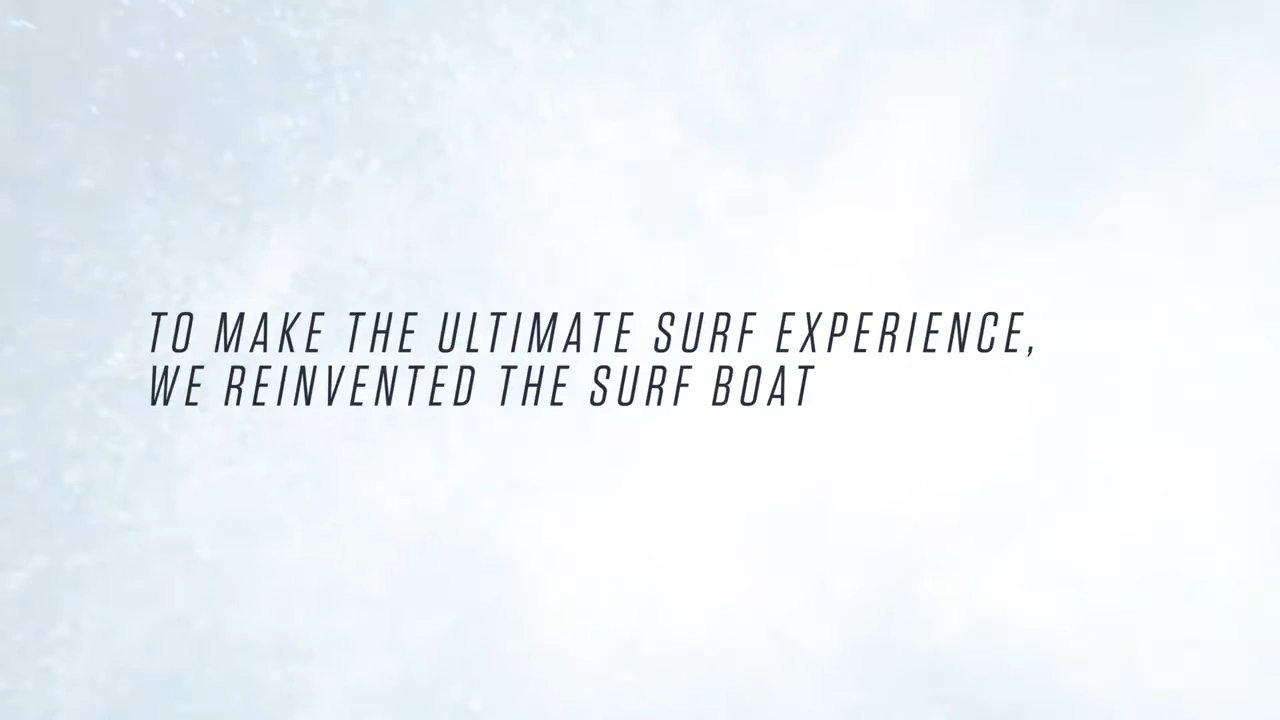 TO MAKE THE ULTIMATE SURF EXPERIENCE,
WE REINVENTED THE SURF BOAT